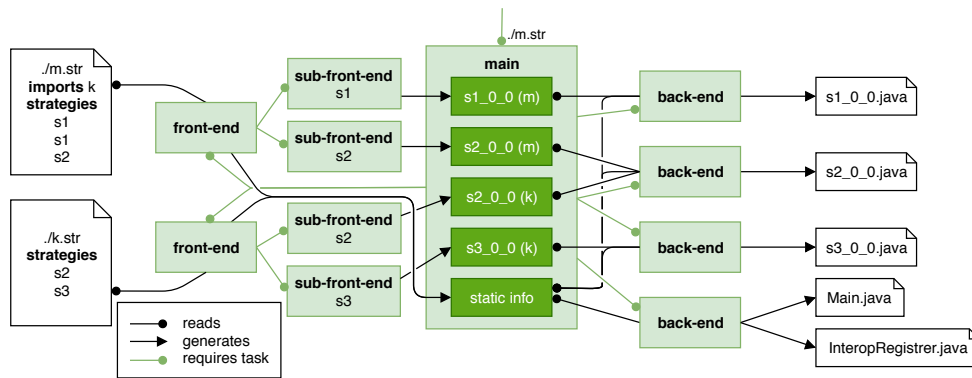 ./m.str
./m.str
imports k
strategies
s1
s1
s2
./k.str
strategies
s2
s3
front-end
front-end
sub-front-end
s1
sub-front-end
s2
sub-front-end
s2
sub-front-end
s3
main
s1_0_0 (m)
s2_0_0 (m)
s2_0_0 (k)
s3_0_0 (k)
static info
back-end
back-end
back-end
back-end
s1_0_0.java
s2_0_0.java
s3_0_0.java
Main.java
InteropRegistrer.java
reads
generates
requires task